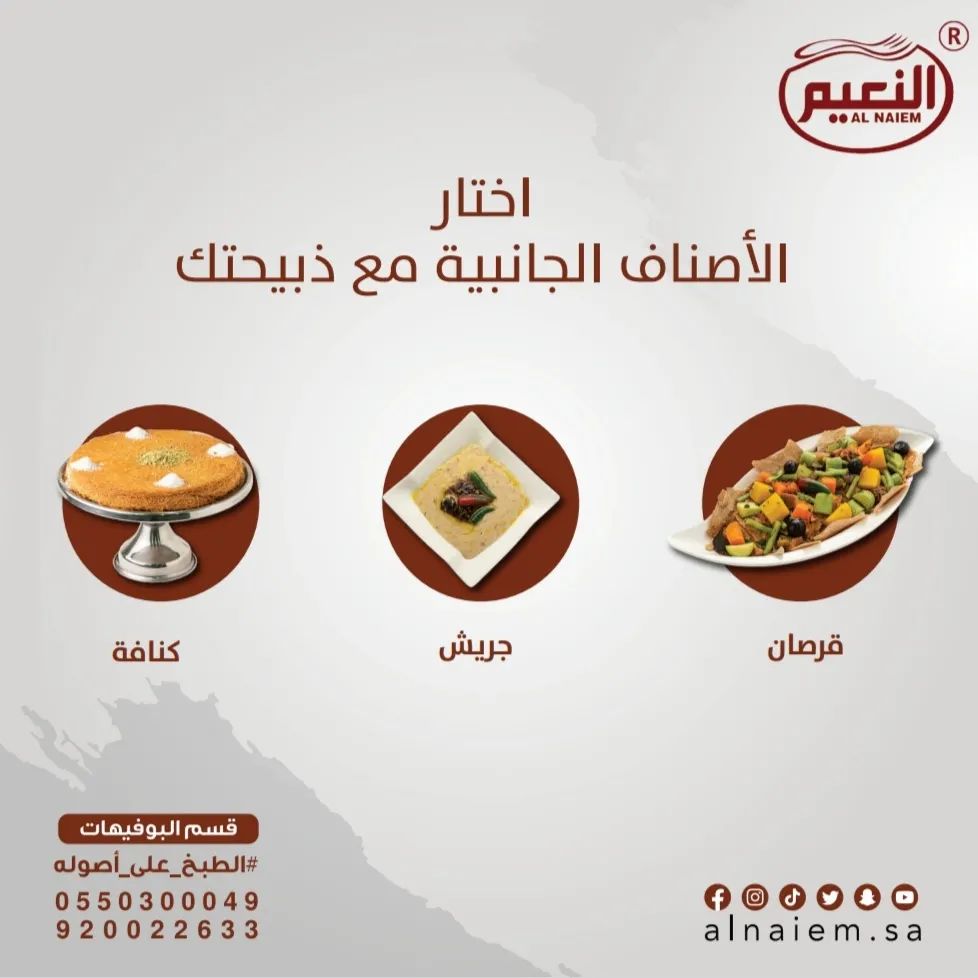 ®
النعيم
AL NAIEM
اختار
الأصناف الجانبية مع ذبيحتك
قرصان
جريش
كنافة
قسم البوفيهات
#الطبخ_على_أصوله
0550300049
920022633
alnaiem.sa